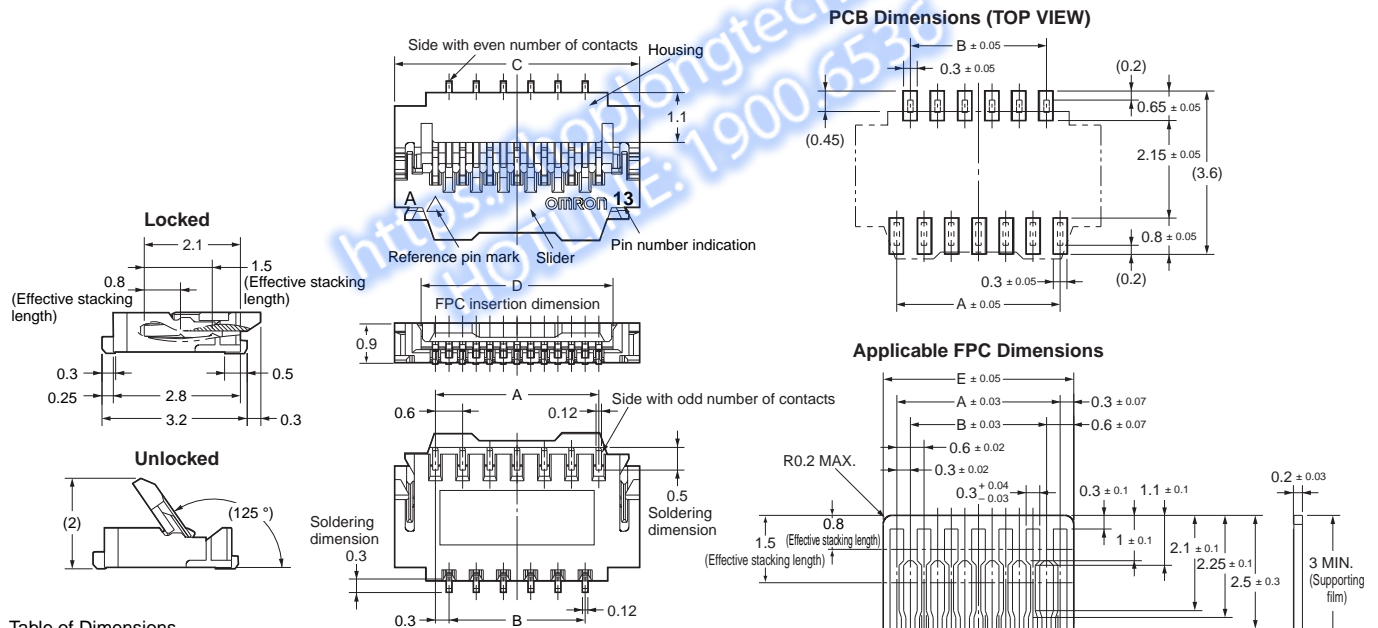 https://hoplongtech
HOTLINE: 1900.6536
PCB Dimensions (TOP VIEW)
B ± 0.05
0.3 ± 0.05
(0.2)
0.65 ± 0.05
(0.45)
2.15 ± 0.05
(3.6)
0.8 ± 0.05
0.3 ± 0.05
(0.2)
A ± 0.05
Side with even number of contacts
Housing
C
1.1
A
OMRON 13
Reference pin mark
Slider
Pin number indication
Locked
2.1
0.8
(Effective stacking
length)
1.5
(Effective stacking
length)
0.3
0.5
0.25
2.8
3.2
0.3
D
FPC insertion dimension
0.9
Unlocked
(2)
(125 °)
A
0.6
0.12
Side with odd number of contacts
0.5
Soldering
dimension
Soldering
dimension
0.3
0.12
0.3
B
Applicable FPC Dimensions
E ± 0.05
A ± 0.03
0.3 ± 0.07
B ± 0.03
0.6 ± 0.07
0.6 ± 0.02
0.3 ± 0.02
R0.2 MAX.
0.3 +0.04 −0.03
0.3 ± 0.1
1.1 ± 0.1
0.2 ± 0.03
0.8
(Effective stacking length)
1.5
(Effective stacking length)
1 ± 0.1
2.1 ± 0.1
2.25 ± 0.1
2.5 ± 0.3
3 MIN.
(Supporting
film)
Table of Dimensions